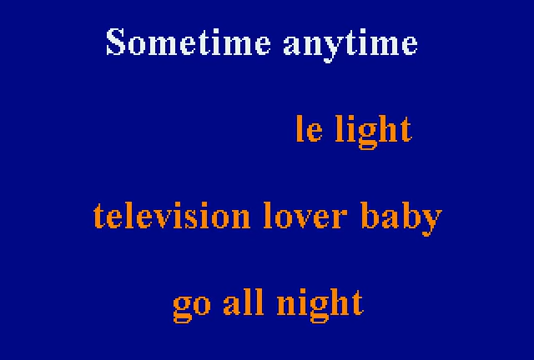 Sometime anytime
le light
television lover baby
go all night